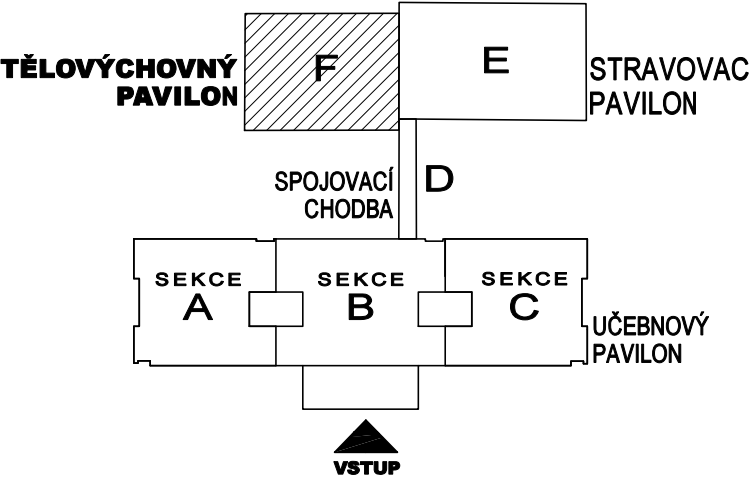 F
E
TĚLOVÝCHOVNÝ
PAVILON
STRAVOVAC
PAVILON
SPOJOVACÍ
CHODBA
D
SEKCE
A
SEKCE
B
SEKCE
C
UČEBNOVÝ
PAVILON
VSTUP